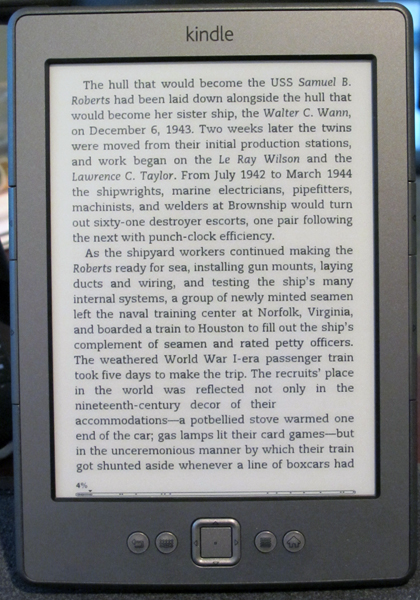 kindle
The hull that would become the USS Samuel B.
Roberts had been laid down alongside the hull that
would become her sister ship, the Walter C. Wann,
on December 6, 1943. Two weeks later the twins
were moved from their initial production stations,
and work began on the Le Ray Wilson and the
Lawrence C. Taylor. From July 1942 to March 1944
the shipwrights, marine electricians, pipefitters,
machinists, and welders at Brownship would turn
out sixty-one destroyer escorts, one pair following
the next with punch-clock efficiency.
As the shipyard workers continued making the
Roberts ready for sea, installing gun mounts, laying
ducts and wiring, and testing the ship's many
internal systems, a group of newly minted seamen
left the naval training center at Norfolk, Virginia,
and boarded a train to Houston to fill out the ship's
complement of seamen and rated petty officers.
The weathered World War I-era passenger train
took five days to make the trip. The recruits' place
in the world was reflected not only in the
nineteenth-century decor of their
accommodations—a potbellied stove warmed one
end of the car; gas lamps lit their card games—but
in the unceremonious manner by which their train
got shunted aside whenever a line of boxcars had
4%